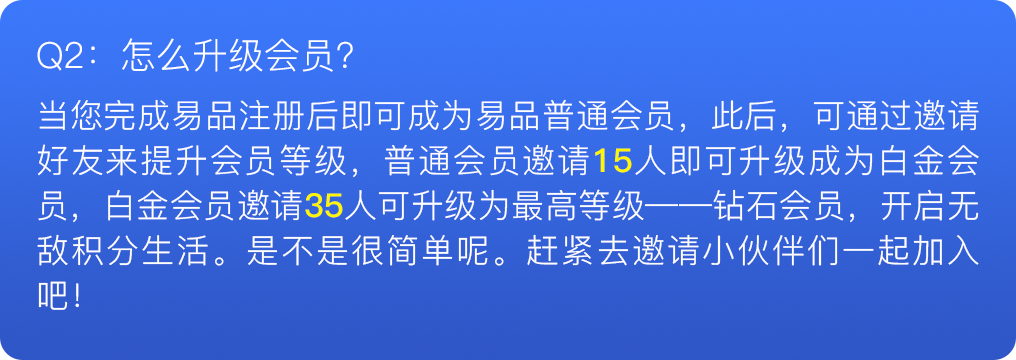 Q2：怎么升级会员？
当您完成易品注册后即可成为易品普通会员，此后，可通过邀请
好友来提升会员等级，普通会员邀请15人即可升级成为白金会
员，白金会员邀请35人可升级为最高等级——钻石会员，开启无
敌积分生活。是不是很简单呢。赶紧去邀请小伙伴们一起加入
吧！